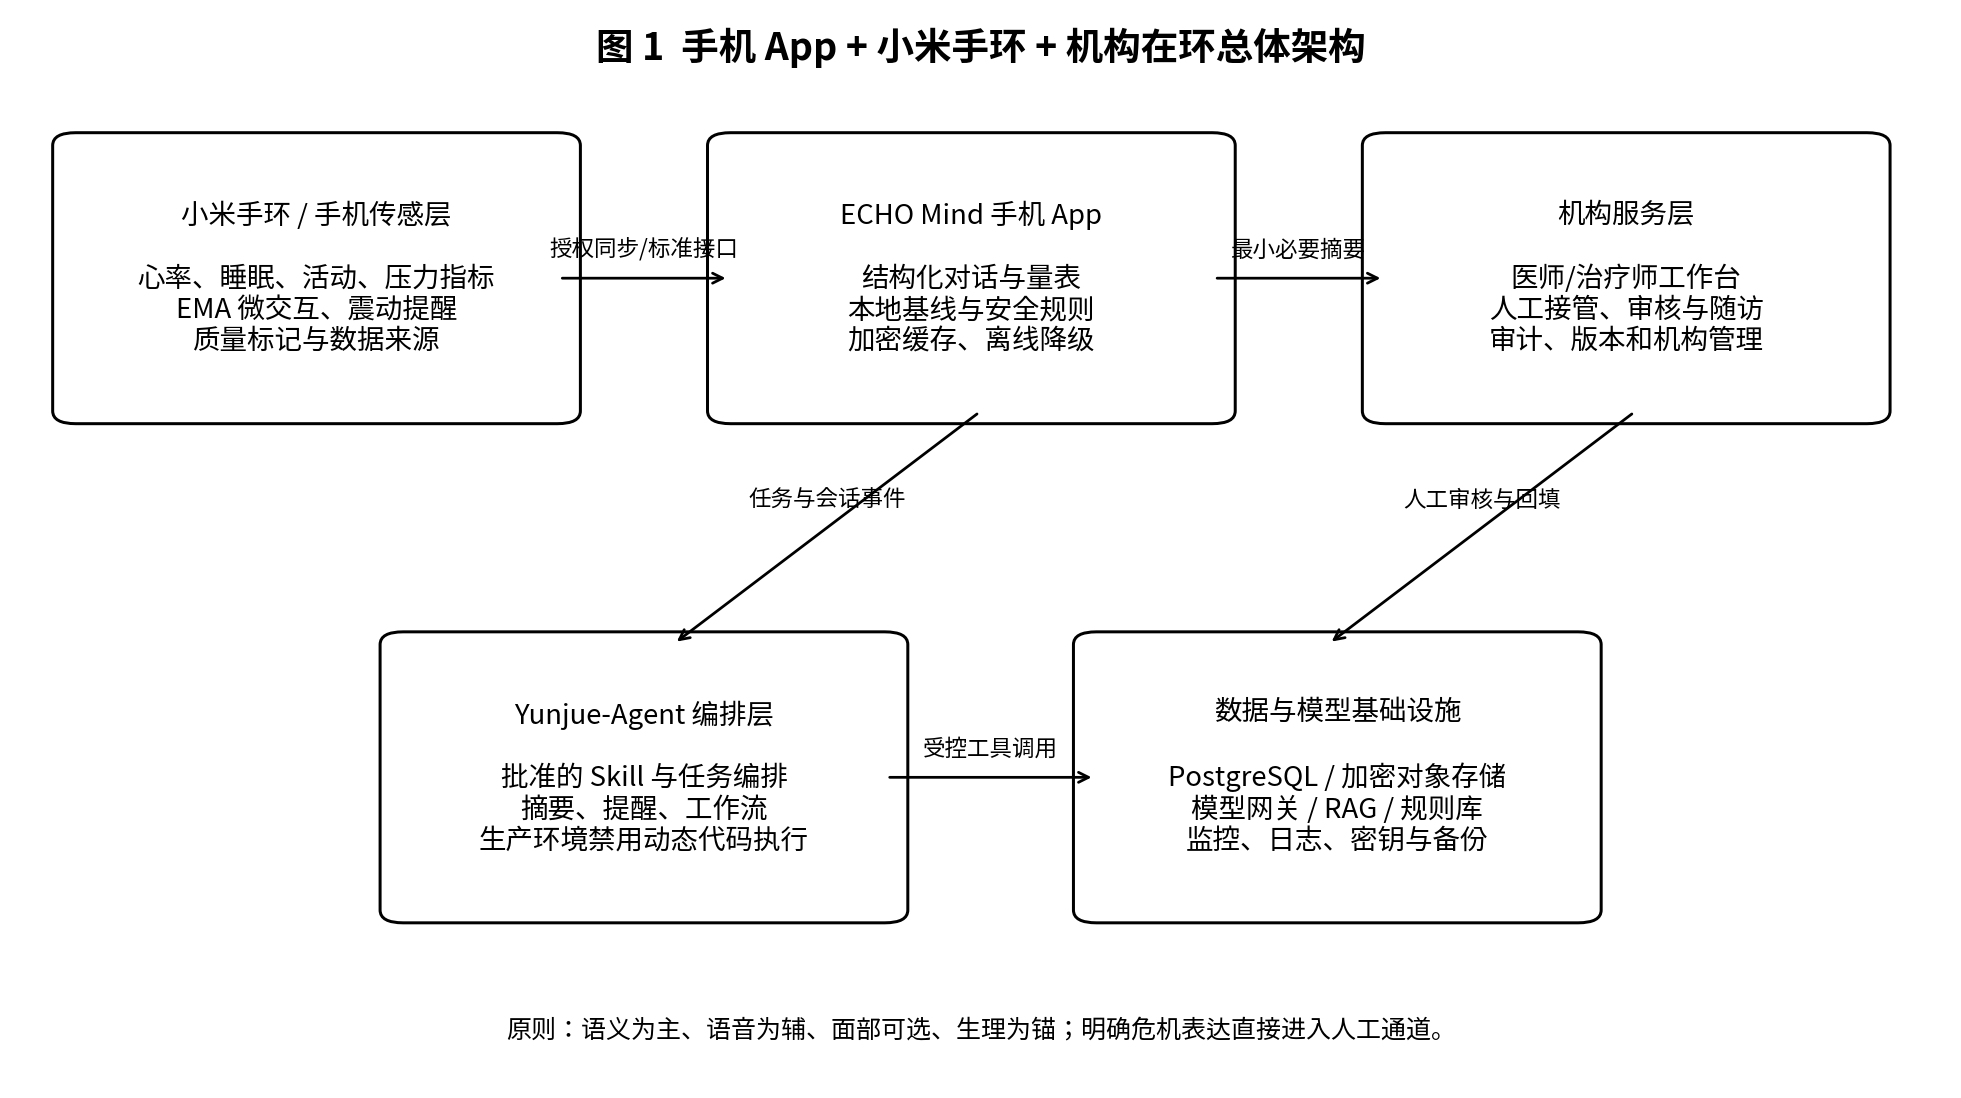 图 1 手机 App + 小米手环 + 机构在环总体架构
小米手环 / 手机传感层
心率、睡眠、活动、压力指标
EMA 微交互、震动提醒
质量标记与数据来源
授权同步/标准接口
ECHO Mind 手机 App
结构化对话与量表
本地基线与安全规则
加密缓存、离线降级
最小必要摘要
机构服务层
医师/治疗师工作台
人工接管、审核与随访
审计、版本和机构管理
任务与会话事件
人工审核与回填
Yunjue-Agent 编排层
批准的 Skill 与任务编排
摘要、提醒、工作流
生产环境禁用动态代码执行
受控工具调用
数据与模型基础设施
PostgreSQL / 加密对象存储
模型网关 / RAG / 规则库
监控、日志、密钥与备份
原则：语义为主、语音为辅、面部可选、生理为锚；明确危机表达直接进入人工通道。